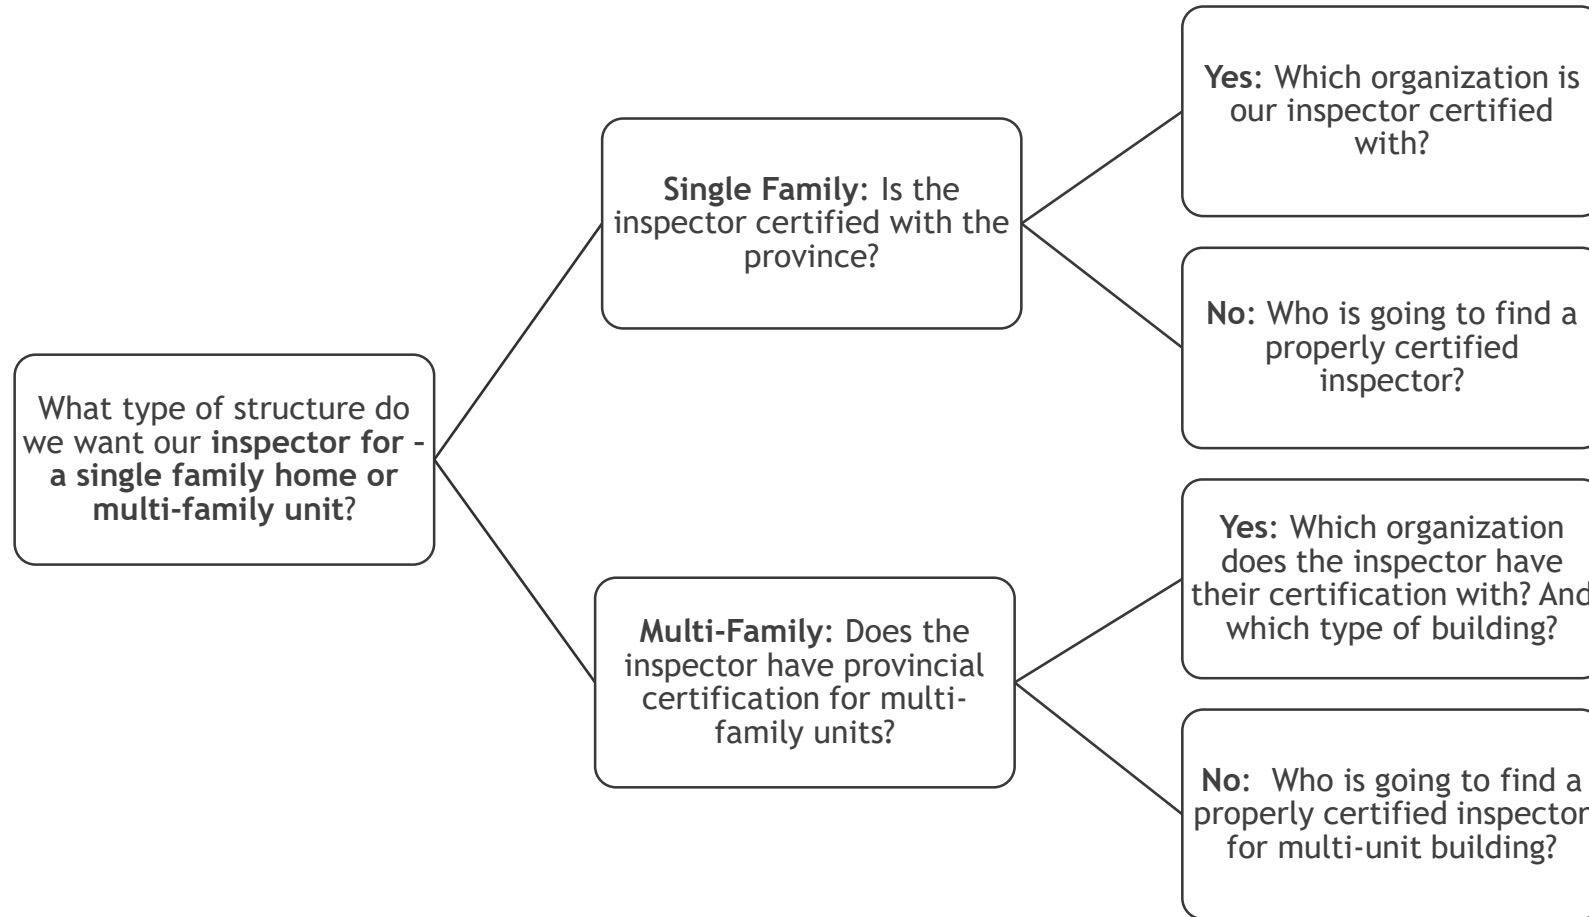 What type of structure do
we want our inspector for –
a single family home or
multi-family unit?
Single Family: Is the
inspector certified with the
province?
Multi-Family: Does the
inspector have provincial
certification for multi-
family units?
Yes: Which organization is
our inspector certified
with?
No: Who is going to find a
properly certified
inspector?
Yes: Which organization
does the inspector have
their certification with? And
which type of building?
No:  Who is going to find a
properly certified inspector
for multi-unit building?